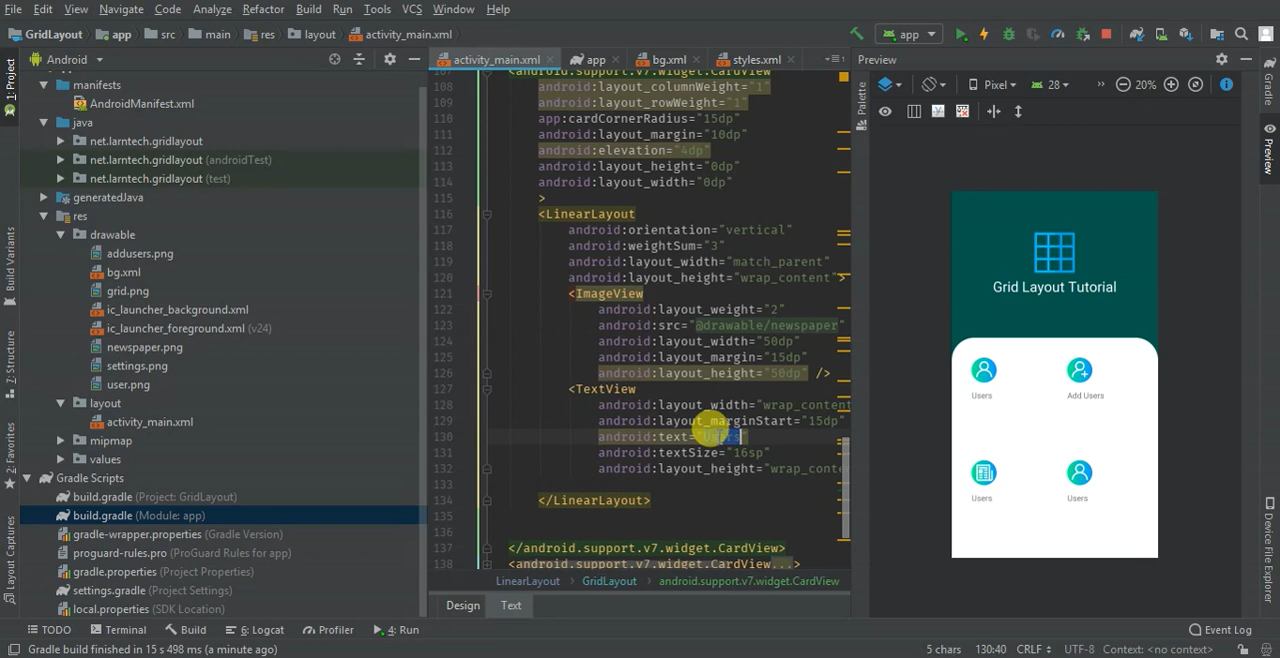 File Edit View Navigate Code Analyze Refactor Build Run Tools VCS Window Help
GridLayout app src main res layout activity_main.xml app
Android activity_main.xml app bg.xml styles.xml Preview
manifests
AndroidManifest.xml
java
net.larntech.gridlayout
net.larntech.gridlayout (androidTest)
net.larntech.gridlayout (test)
generatedJava
res
drawable
addusers.png
bg.xml
grid.png
ic_launcher_background.xml
ic_launcher_foreground.xml (v24)
newspaper.png
settings.png
user.png
layout
activity_main.xml
mipmap
values
Gradle Scripts
build.gradle (Project: GridLayout)
build.gradle (Module: app)
gradle-wrapper.properties (Gradle Version)
proguard-rules.pro (ProGuard Rules for app)
gradle.properties (Project Properties)
settings.gradle (Project Settings)
local.properties (SDK Location)
1: Project
Build Variants
Z: Structure
2: Favorites
Layout Captures
107 <android.support.v7.widget.CardView
108 android:layout_columnWeight="1"
109 android:layout_rowWeight="1"
110 app:cardCornerRadius="15dp"
111 android:layout_margin="10dp"
112 android:elevation="4dp"
113 android:layout_height="0dp"
114 android:layout_width="0dp"
115 >
116 <LinearLayout
117 android:orientation="vertical"
118 android:weightSum="3"
119 android:layout_width="match_parent"
120 android:layout_height="wrap_content">
121 <ImageView
122 android:layout_weight="2"
123 android:src="@drawable/newspaper"
124 android:layout_width="50dp"
125 android:layout_margin="15dp"
126 android:layout_height="50dp" />
127 <TextView
128 android:layout_width="wrap_content
129 android:layout_marginStart="15dp"
130 android:text="Users"
131 android:textSize="16sp"
132 android:layout_height="wrap_conte
133
134 </LinearLayout>
135
136
137 </android.support.v7.widget.CardView>
138 <android.support.v7.widget.CardView...>
LinearLayout GridLayout android.support.v7.widget.CardView
Design Text
Palette
Pixel 28 20%
Grid Layout Tutorial
Users Add Users
Users Users
Gradle
Preview
Device File Explorer
TODO Terminal Build 6: Logcat Profiler 4: Run Event Log
Gradle build finished in 15 s 498 ms (a minute ago) 5 chars 130:40 CRLF UTF-8 Context: <no context>